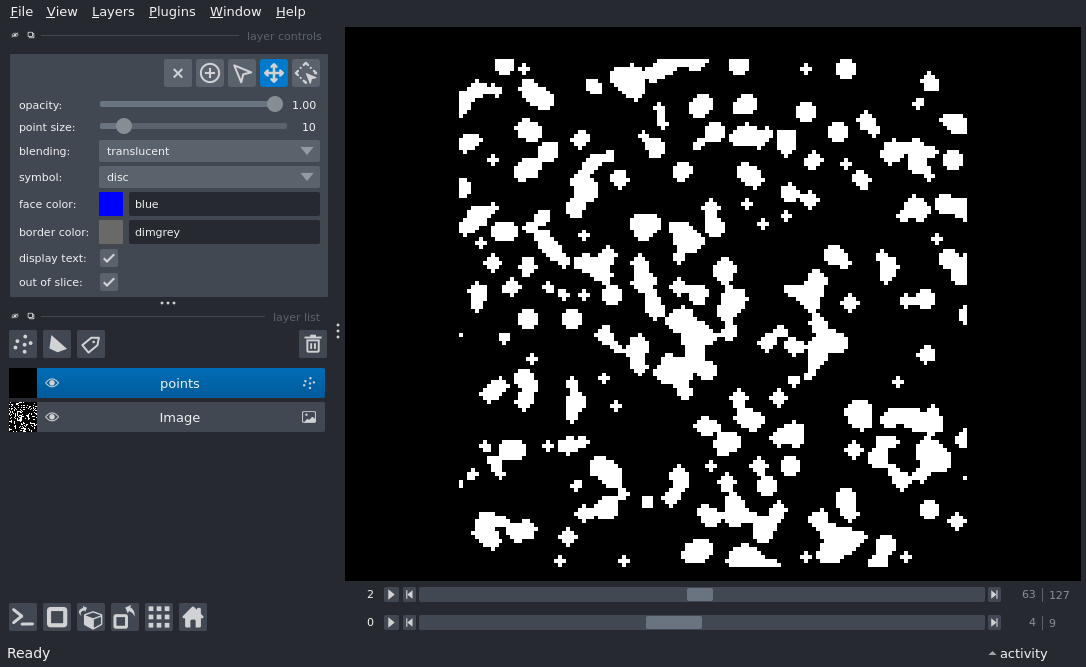 File View Layers Plugins Window Help
layer controls
opacity: 1.00
point size: 10
blending: translucent
symbol: disc
face color: blue
border color: dimgrey
display text:
out of slice:
layer list
points
Image
2 63 127
0 4 9
Ready activity